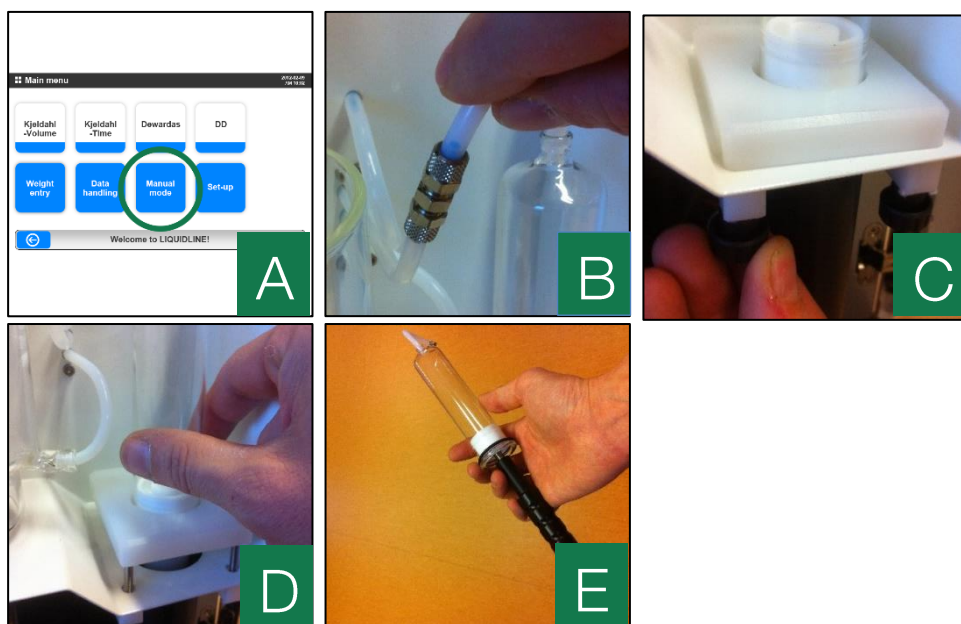 Main menu
Kjeldahl
-Volume
Kjeldahl
-Time
Dewardas
DD
Weight
entry
Data
handling
Manual
mode
Set-up
Welcome to LIQUIDLINE!
A
B
C
D
E